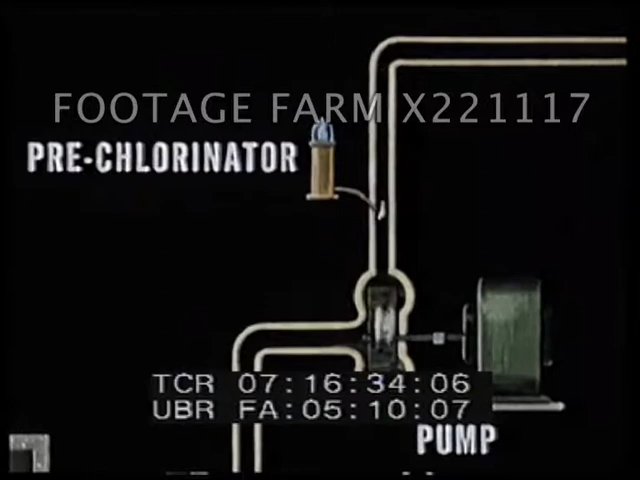 FOOTAGE FARM X221117
PRE-CHLORINATOR
TCR 07:16:34:06
UBR FA:05:10:07
PUMP